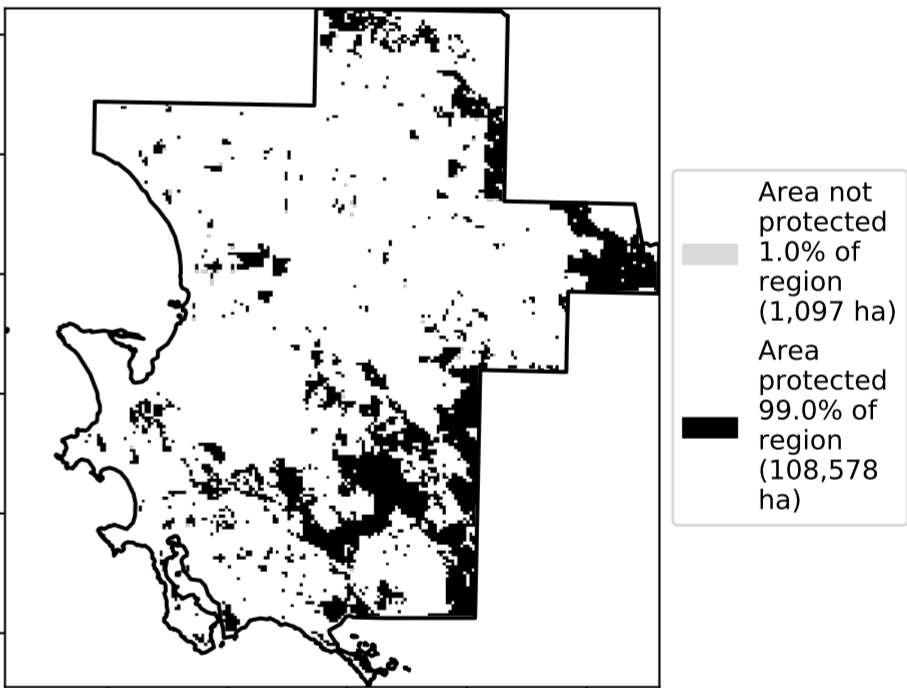 Area not
protected
1.0% of
region
(1,097 ha)
Area
protected
99.0% of
region
(108,578
ha)